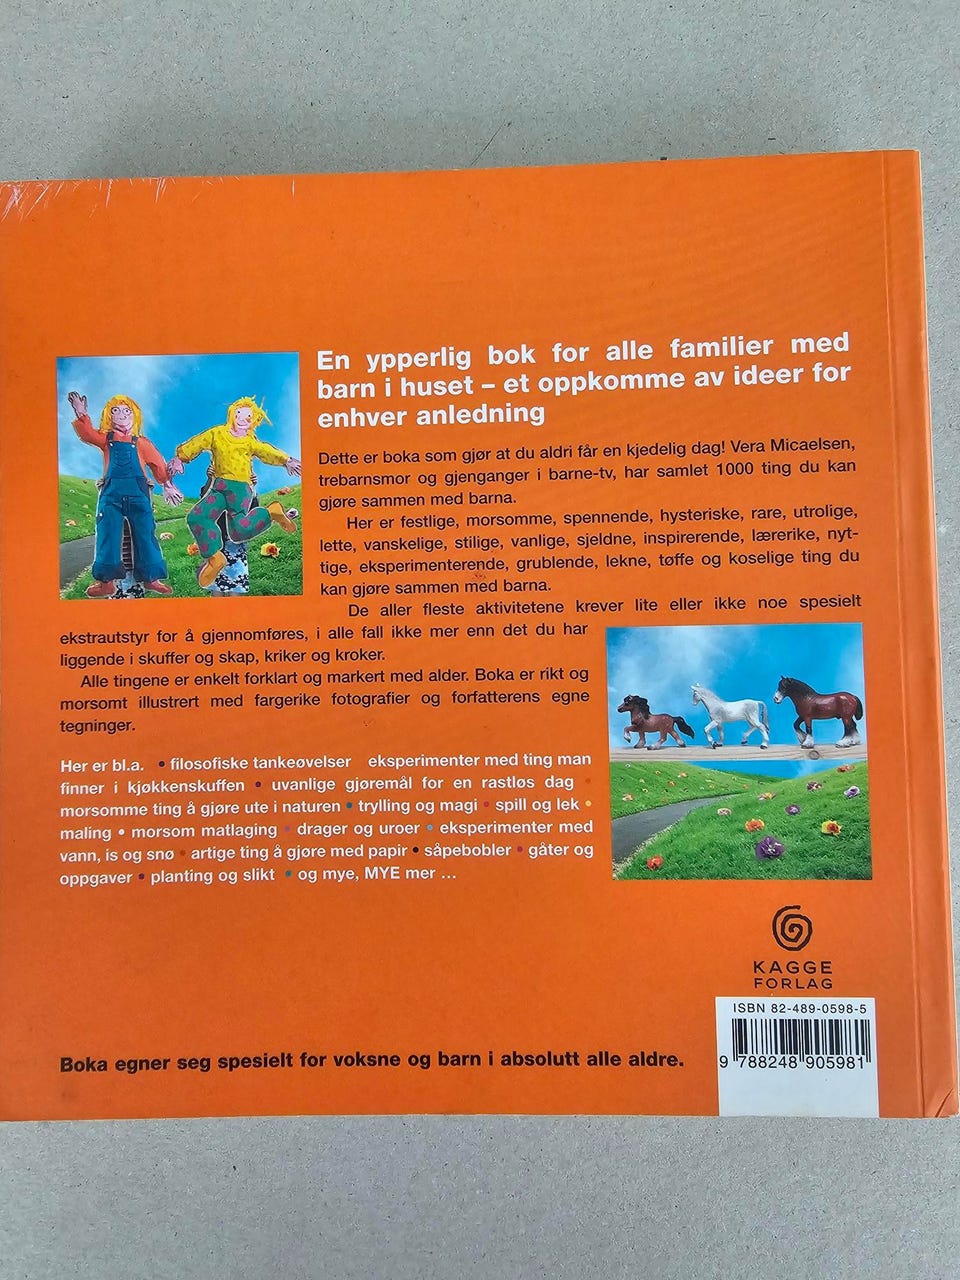 En ypperlig bok for alle familier med
barn i huset – et oppkomme av ideer for
enhver anledning
Dette er boka som gjør at du aldri får en kjedelig dag! Vera Micaelsen,
trebarnsmor og gjenganger i barne-tv, har samlet 1000 ting du kan
gjøre sammen med barna.
Her er festlige, morsomme, spennende, hysteriske, rare, utrolige,
lette, vanskelige, stilige, vanlige, sjeldne, inspirerende, lærerike, nyt-
tige, eksperimenterende, grublende, lekne, tøffe og koselige ting du
kan gjøre sammen med barna.
De aller fleste aktivitetene krever lite eller ikke noe spesielt
ekstrautstyr for å gjennomføres, i alle fall ikke mer enn det du har
liggende i skuffer og skap, kriker og kroker.
Alle tingene er enkelt forklart og markert med alder. Boka er rikt og
morsomt illustrert med fargerike fotografier og forfatterens egne
tegninger.
Her er bl.a. • filosofiske tankeøvelser eksperimenter med ting man
finner i kjøkkenskuffen • uvanlige gjøremål for en rastløs dag •
morsomme ting å gjøre ute i naturen • trylling og magi • spill og lek •
maling • morsom matlaging • drager og uroer • eksperimenter med
vann, is og snø • artige ting å gjøre med papir • såpebobler • gåter og
oppgaver • planting og slikt • og mye, MYE mer ...
KAGGE
FORLAG
ISBN 82-489-0598-5
9 788248 905981
Boka egner seg spesielt for voksne og barn i absolutt alle aldre.